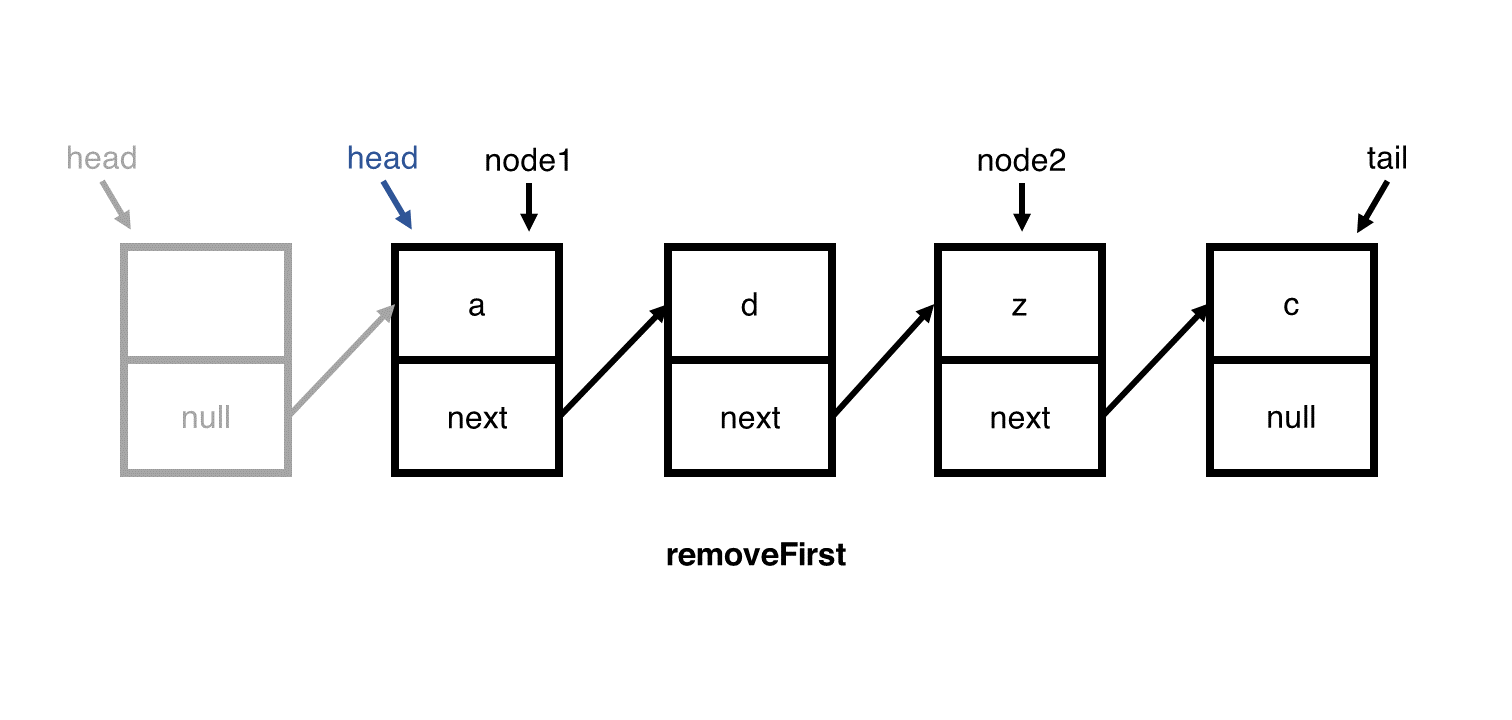 head
head
node1
node2
tail
a
d
z
c
null
next
next
next
null
removeFirst